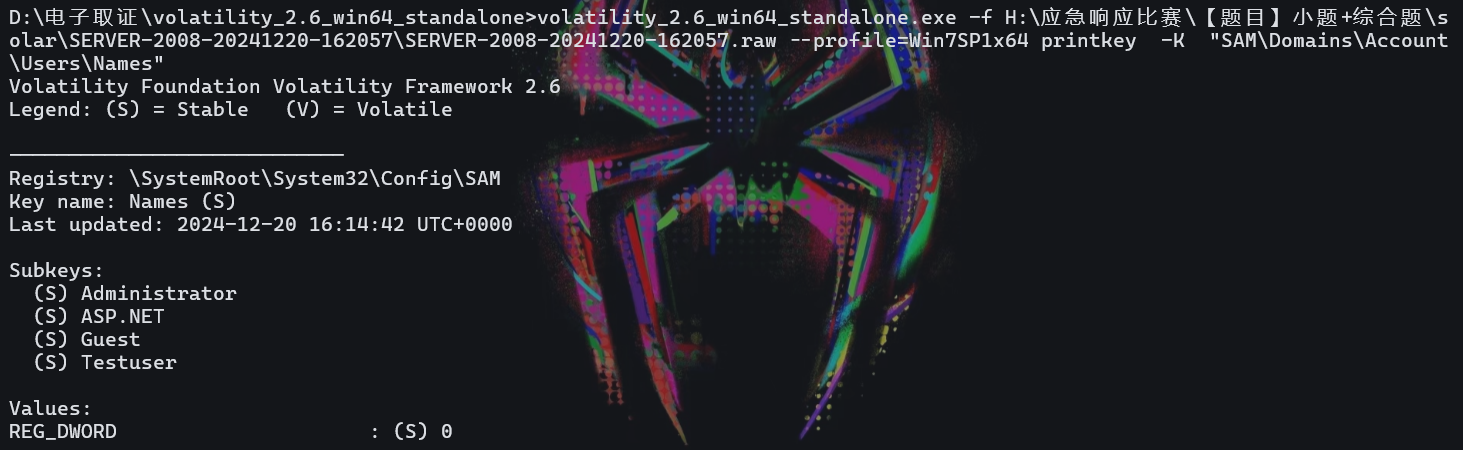 D:\电子取证\volatility_2.6_win64_standalone>volatility_2.6_win64_standalone.exe -f H:\应急响应比赛\【题目】小题+综合题\s
olar\SERVER-2008-20241220-162057\SERVER-2008-20241220-162057.raw --profile=Win7SP1x64 printkey  -K  "SAM\Domains\Account
\Users\Names"
Volatility Foundation Volatility Framework 2.6
Legend: (S) = Stable   (V) = Volatile
____________________________
Registry: \SystemRoot\System32\Config\SAM
Key name: Names (S)
Last updated: 2024-12-20 16:14:42 UTC+0000
Subkeys:
  (S) Administrator
  (S) ASP.NET
  (S) Guest
  (S) Testuser
Values:
REG_DWORD                     : (S) 0